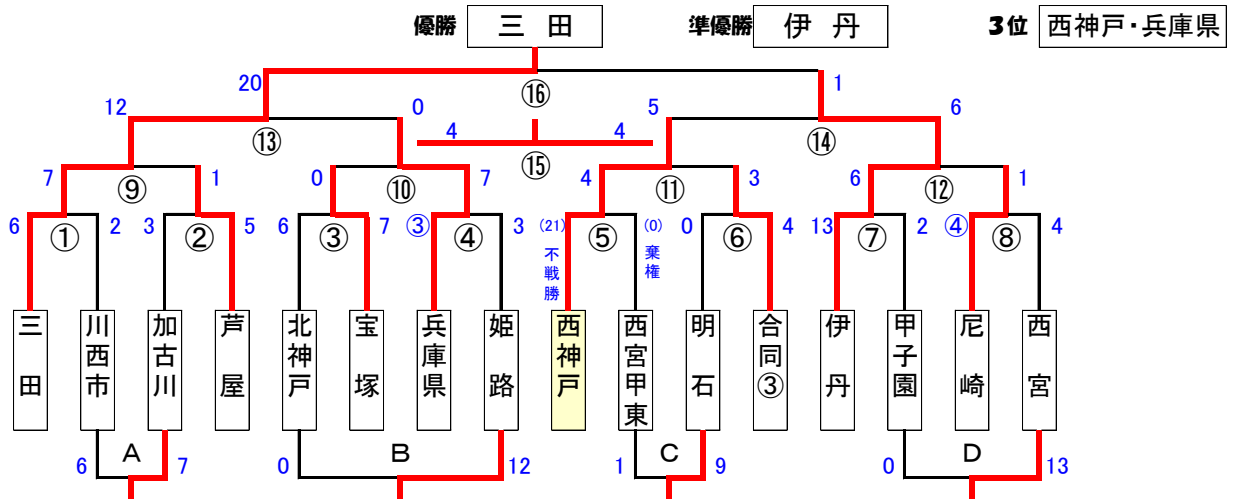 優勝 三田 準優勝 伊丹 3位 西神戸・兵庫県
20 1
⑯
12 0 5 6
⑬ 4 4 ⑭
⑮
7 1 0 7 4 3 6 1
⑨ ⑩ ⑪ ⑫
6 2 3 5 6 7 ③ 3 (21) (0) 0 4 13 2 ④ 4
① ② ③ ④ ⑤ ⑥ ⑦ ⑧
不戦勝 棄権
三田
川西市
加古川
芦屋
北神戸
宝塚
兵庫県
姫路
西神戸
西宮甲東
明石
合同③
伊丹
甲子園
尼崎
西宮
A B C D
6 7 0 12 1 9 0 13